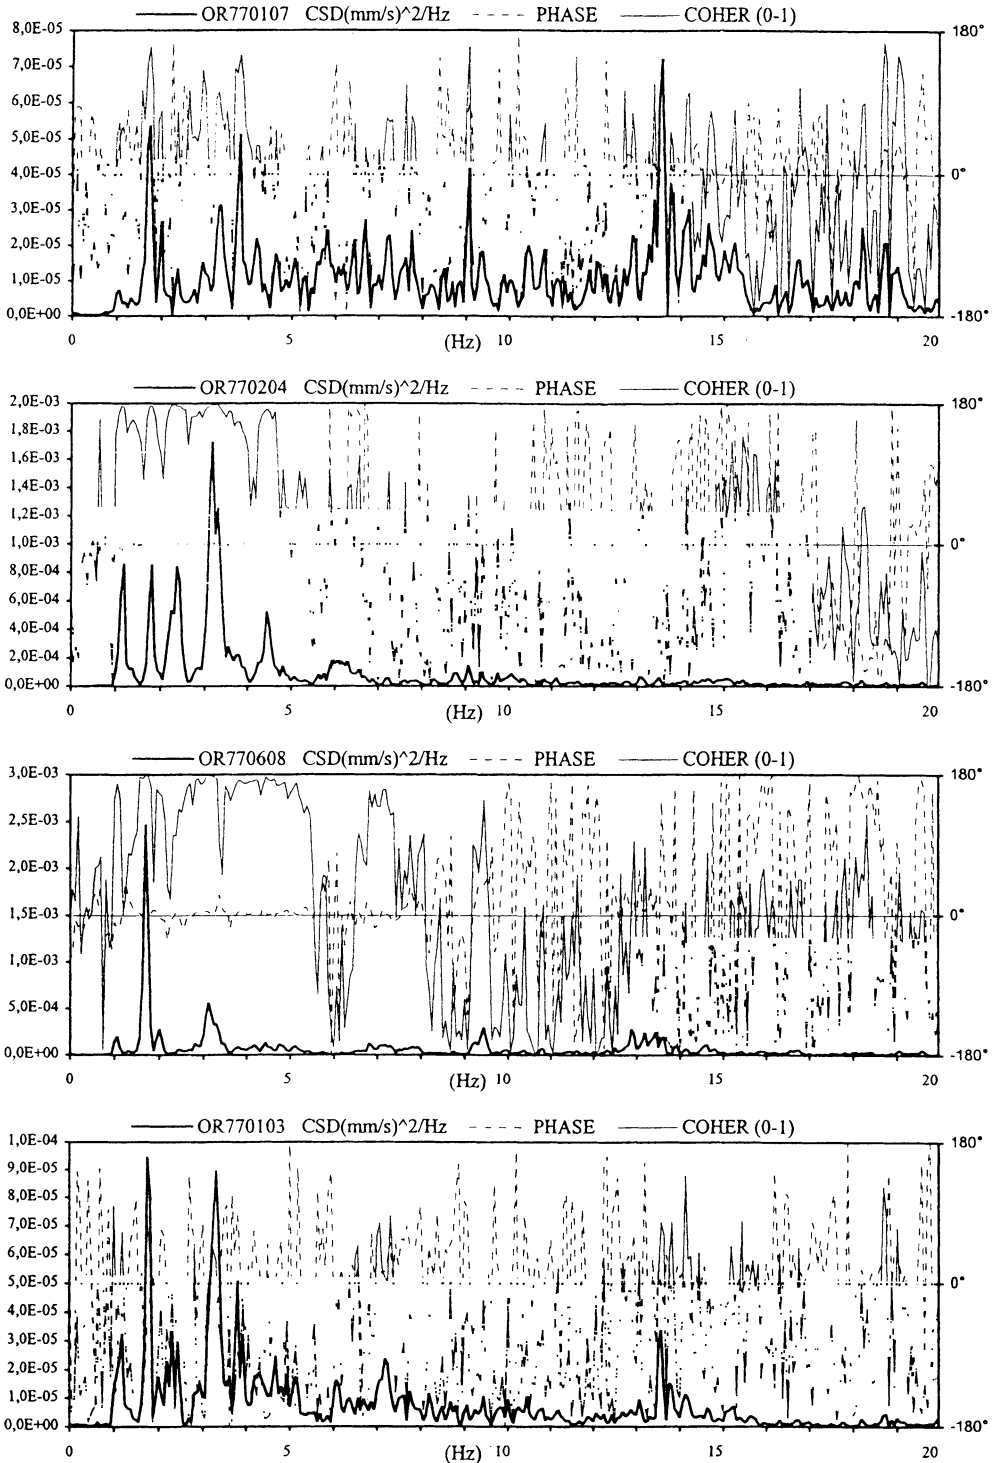 OR770107 CSD(mm/s)^2/Hz PHASE COHER (0-1)
8,0E-05 180°
7,0E-05
6,0E-05
5,0E-05
4,0E-05 0°
3,0E-05
2,0E-05
1,0E-05
0,0E+00 -180°
0 5 (Hz) 10 15 20
OR770204 CSD(mm/s)^2/Hz PHASE COHER (0-1)
2,0E-03 180°
1,8E-03
1,6E-03
1,4E-03
1,2E-03
1,0E-03 0°
8,0E-04
6,0E-04
4,0E-04
2,0E-04
0,0E+00 -180°
0 5 (Hz) 10 15 20
OR770608 CSD(mm/s)^2/Hz PHASE COHER (0-1)
3,0E-03 180°
2,5E-03
2,0E-03
1,5E-03 0°
1,0E-03
5,0E-04
0,0E+00 -180°
0 5 (Hz) 10 15 20
OR770103 CSD(mm/s)^2/Hz PHASE COHER (0-1)
1,0E-04 180°
9,0E-05
8,0E-05
7,0E-05
6,0E-05
5,0E-05 0°
4,0E-05
3,0E-05
2,0E-05
1,0E-05
0,0E+00 -180°
0 5 (Hz) 10 15 20